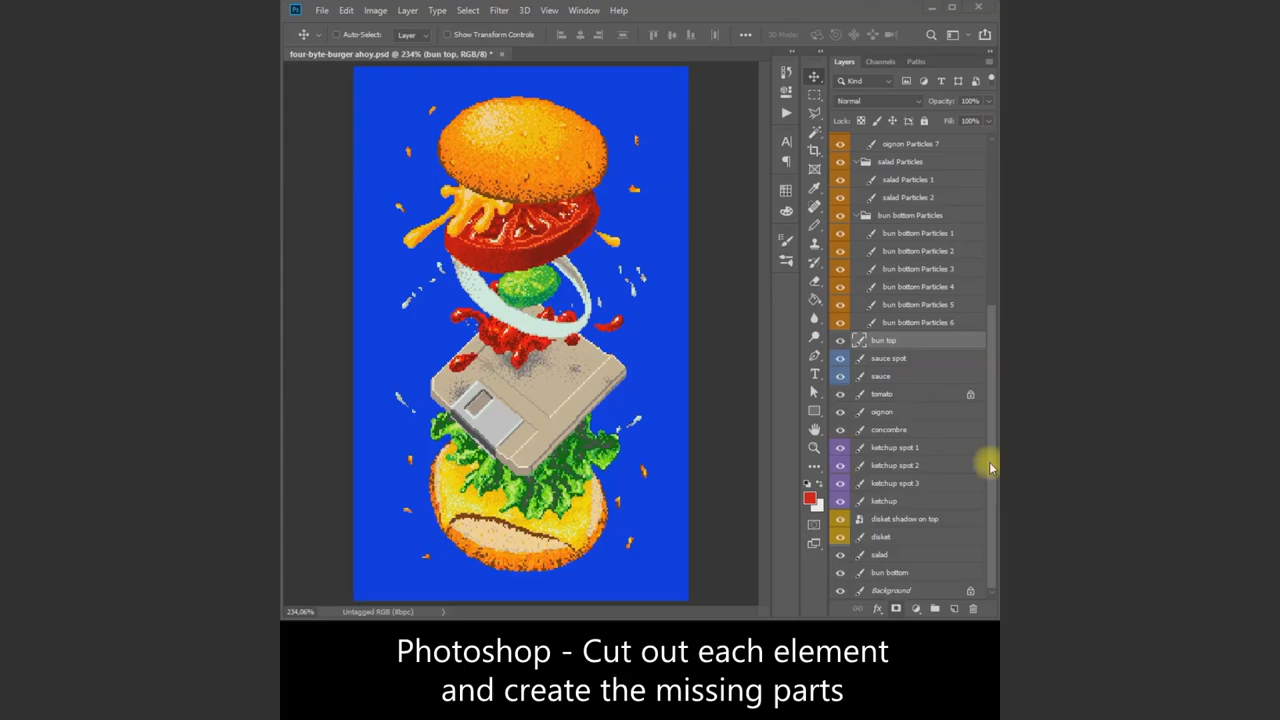 Ps File Edit Image Layer Type Select Filter 3D View Window Help
Auto-Select: Layer Show Transform Controls 3D Mode:
four-byte-burger ahoy.psd @ 234% (bun top, RGB/8) *
Layers Channels Paths
Kind
Normal Opacity: 100%
Lock: Fill: 100%
oignon Particles 7
salad Particles
salad Particles 1
salad Particles 2
bun bottom Particles
bun bottom Particles 1
bun bottom Particles 2
bun bottom Particles 3
bun bottom Particles 4
bun bottom Particles 5
bun bottom Particles 6
bun top
sauce spot
sauce
tomato
oignon
concombre
ketchup spot 1
ketchup spot 2
ketchup spot 3
ketchup
disket shadow on top
disket
salad
bun bottom
Background
234,06% Untagged RGB (8bpc)
Photoshop - Cut out each element
and create the missing parts